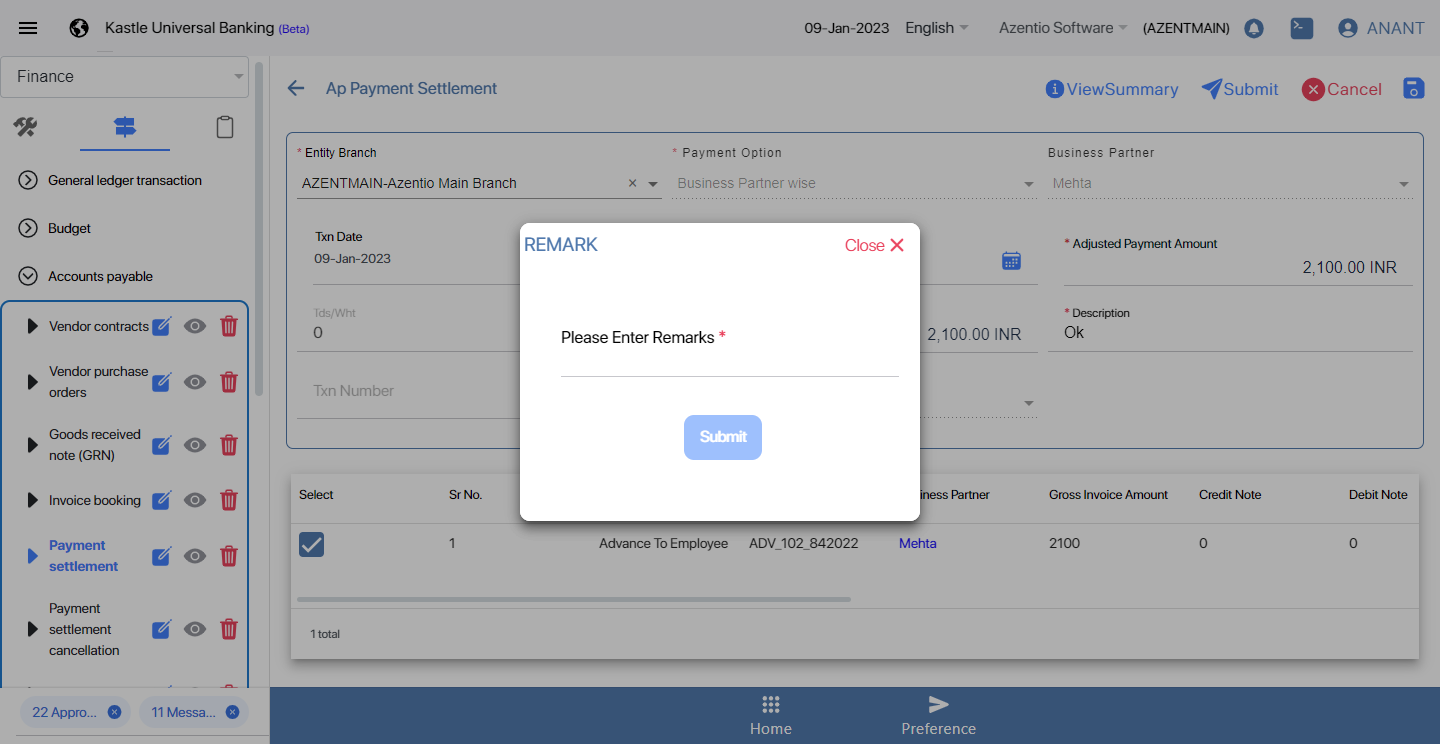 Kastle Universal Banking (Beta)
09-Jan-2023 English Azentio Software (AZENTMAIN) ANANT
Finance
Ap Payment Settlement
ViewSummary Submit Cancel
General ledger transaction
Budget
Accounts payable
Vendor contracts
Vendor purchase
orders
Goods received
note (GRN)
Invoice booking
Payment
settlement
Payment
settlement
cancellation
22 Appro...
11 Messa...
* Entity Branch
AZENTMAIN-Azentio Main Branch
* Payment Option
Business Partner wise
Business Partner
Mehta
Txn Date
09-Jan-2023
* Adjusted Payment Amount
2,100.00 INR
Tds/Wht
0
2,100.00 INR
* Description
Ok
Txn Number
REMARK
Close
Please Enter Remarks *
Submit
Select Sr No. iness Partner Gross Invoice Amount Credit Note Debit Note
1 Advance To Employee ADV_102_842022 Mehta 2100 0 0
1 total
Home
Preference